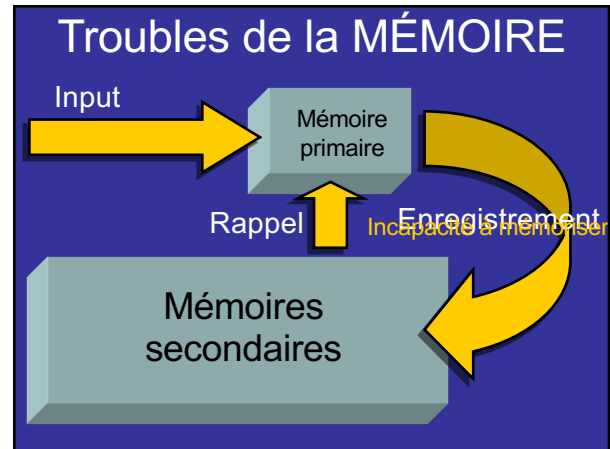 Troubles de la MÉMOIRE
Input
Mémoire
primaire
Rappel
Enregistrement
Incapacité à mémoriser
Mémoires
secondaires